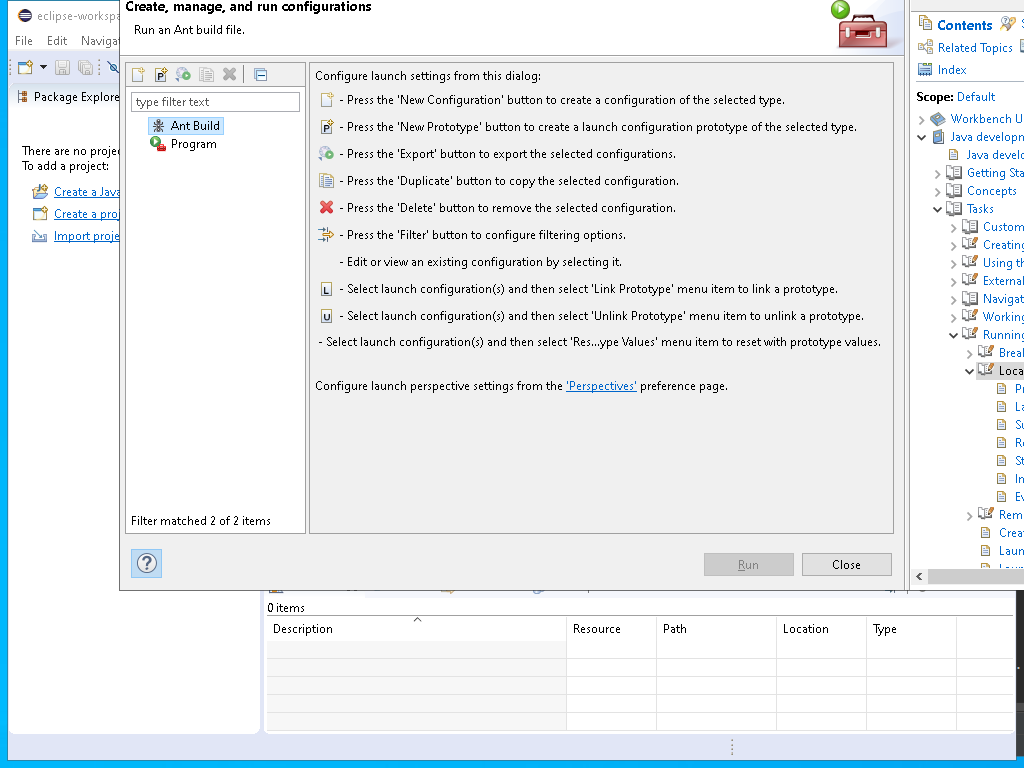 eclipse-workspa
File Edit Navigat
Package Explore
There are no projec
To add a project:
Create a Java
Create a proj
Import proje
Create, manage, and run configurations
Run an Ant build file.
type filter text
Ant Build
Program
Filter matched 2 of 2 items
Configure launch settings from this dialog:
- Press the 'New Configuration' button to create a configuration of the selected type.
- Press the 'New Prototype' button to create a launch configuration prototype of the selected type.
- Press the 'Export' button to export the selected configurations.
- Press the 'Duplicate' button to copy the selected configuration.
- Press the 'Delete' button to remove the selected configuration.
- Press the 'Filter' button to configure filtering options.
- Edit or view an existing configuration by selecting it.
- Select launch configuration(s) and then select 'Link Prototype' menu item to link a prototype.
- Select launch configuration(s) and then select 'Unlink Prototype' menu item to unlink a prototype.
- Select launch configuration(s) and then select 'Res...ype Values' menu item to reset with prototype values.
Configure launch perspective settings from the 'Perspectives' preference page.
Run Close
Contents
Related Topics
Index
Scope: Default
Workbench U
Java developn
Java develo
Getting Sta
Concepts
Tasks
Custom
Creating
Using th
External
Navigat
Working
Running
Break
Loca
Pr
La
Su
Re
St
In
Ev
Rem
Creat
Laun
0 items
Description Resource Path Location Type